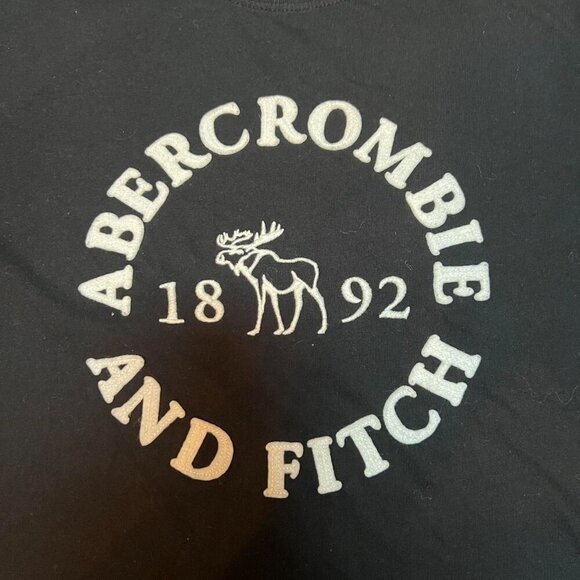 ABERCROMBIE
18 92
AND FITCH